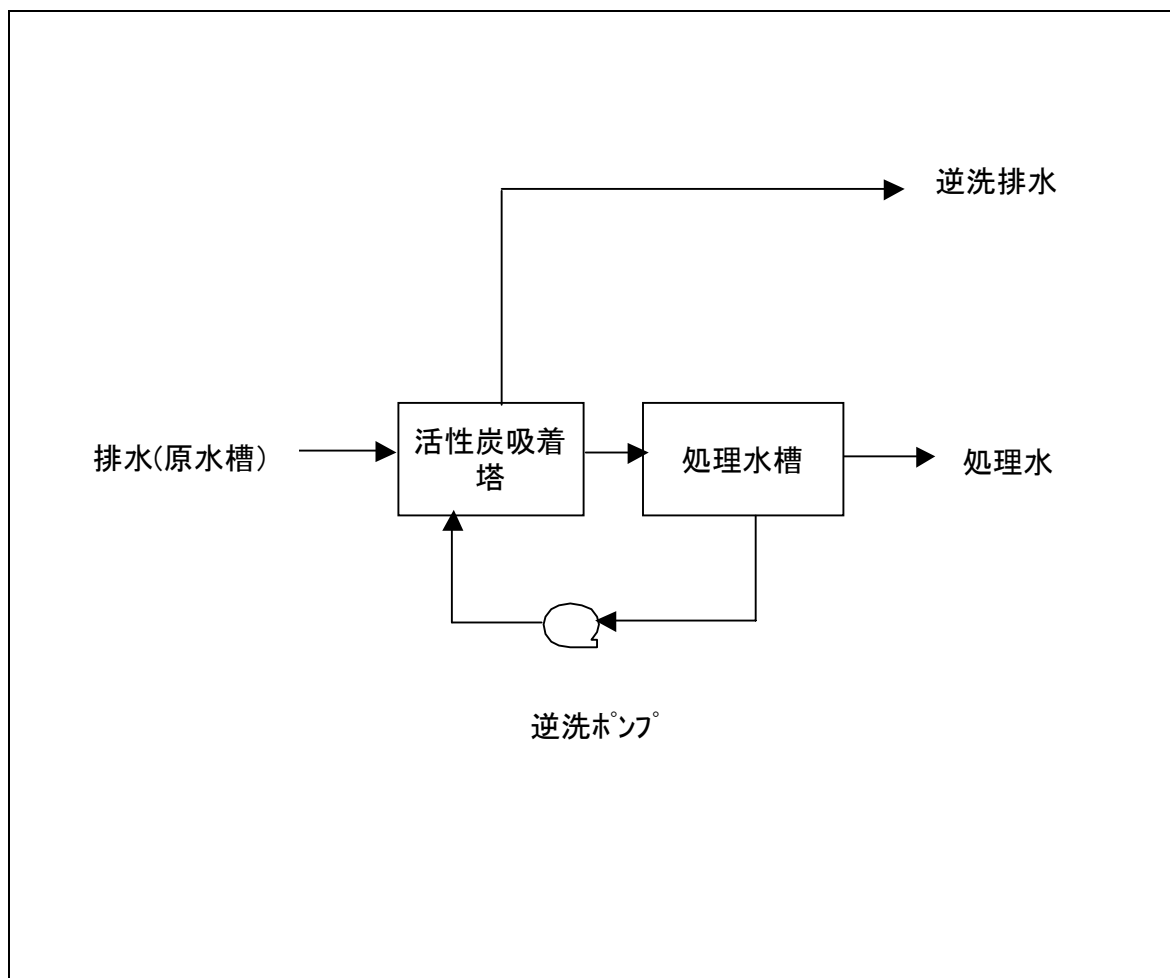 逆洗排水
排水(原水槽)
活性炭吸着
塔
処理水槽
処理水
逆洗ﾎﾟﾝﾌﾟ